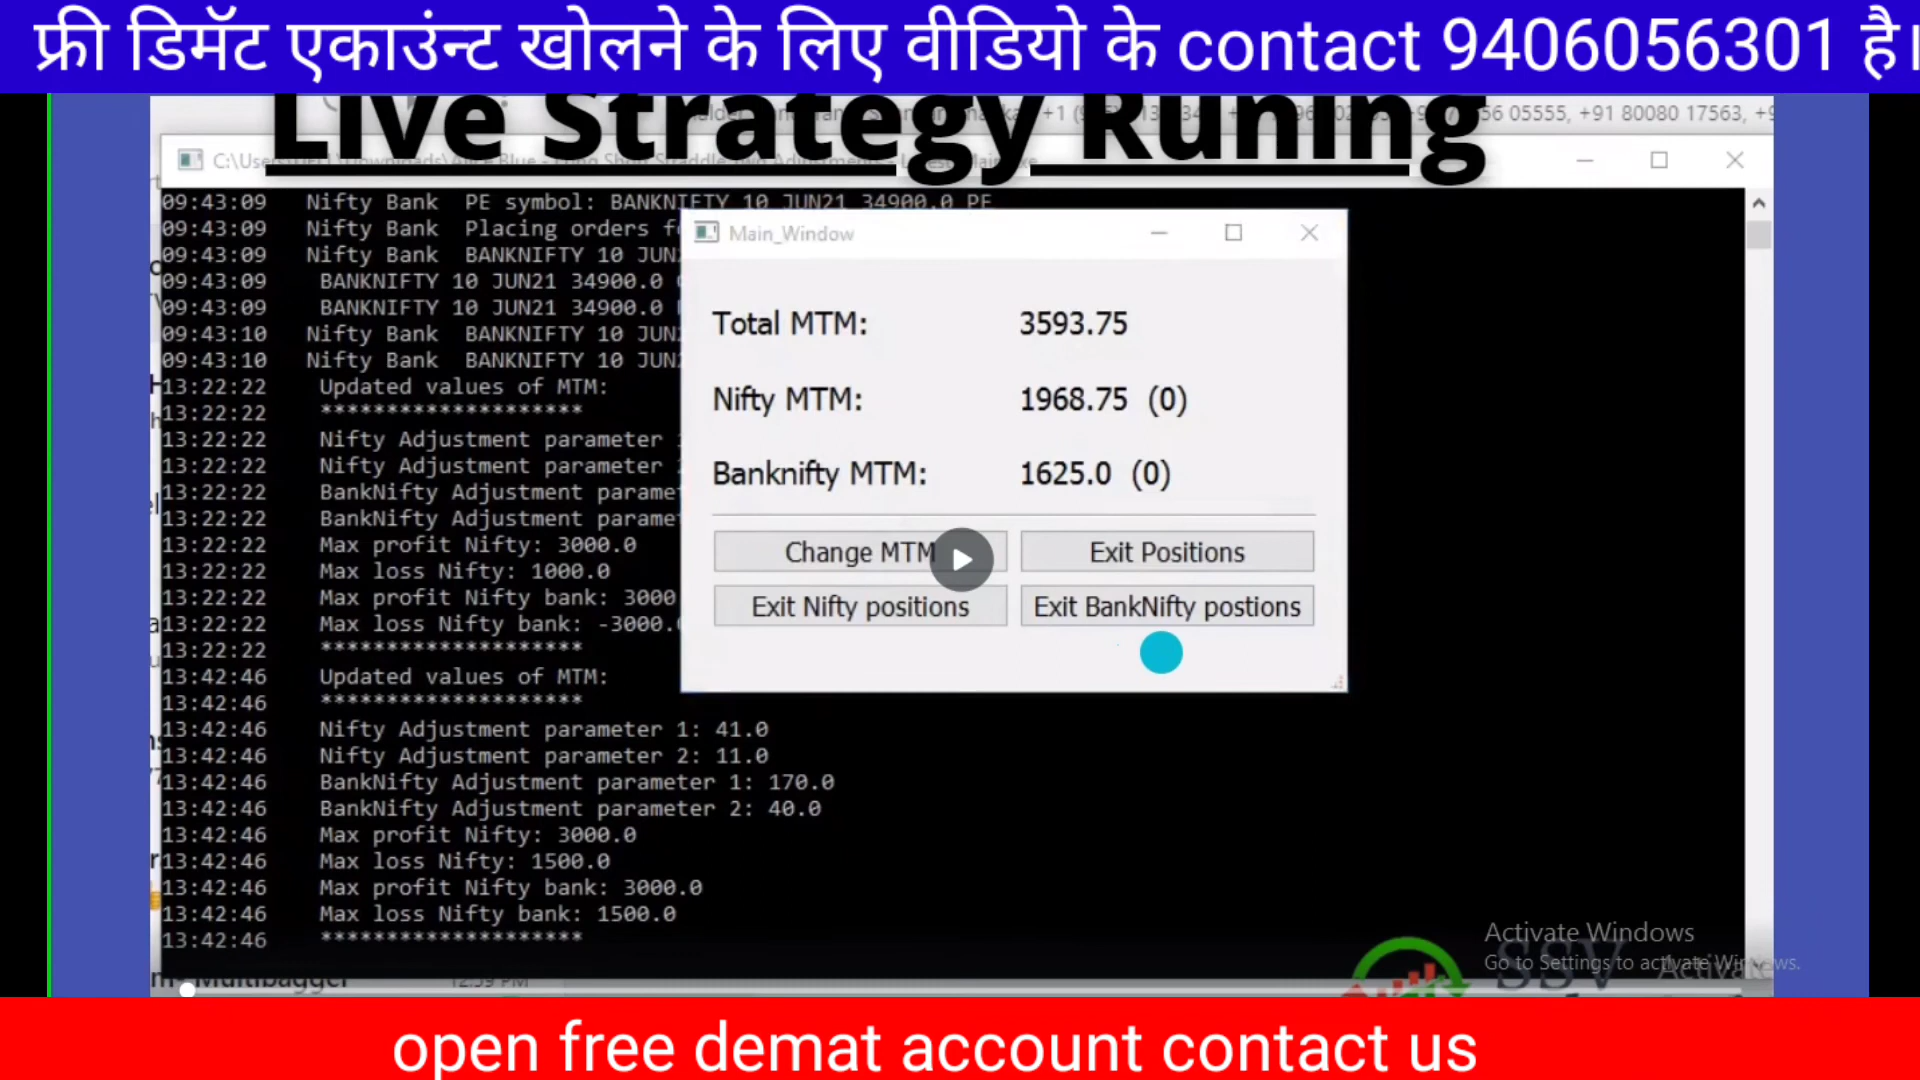 फ्री डिमॅट एकाउंन्ट खोलने के लिए वीडियो के contact 9406056301 है।
Live Strategy Runing
56 05555, +91 80080 17563, +9
09:43:09 Nifty Bank PE symbol: BANKNIFTY 10 JUN21 34900.0 PE
09:43:09 Nifty Bank Placing orders
09:43:09 Nifty Bank BANKNIFTY 10 JUN
09:43:09 BANKNIFTY 10 JUN21 34900.0
09:43:09 BANKNIFTY 10 JUN21 34900.0
09:43:10 Nifty Bank BANKNIFTY 10 JUN
09:43:10 Nifty Bank BANKNIFTY 10 JUN
13:22:22 Updated values of MTM:
13:22:22 ********************
13:22:22 Nifty Adjustment parameter
13:22:22 Nifty Adjustment parameter
13:22:22 BankNifty Adjustment parame
13:22:22 BankNifty Adjustment parame
13:22:22 Max profit Nifty: 3000.0
13:22:22 Max loss Nifty: 1000.0
13:22:22 Max profit Nifty bank: 3000
13:22:22 Max loss Nifty bank: -3000.
13:22:22 ********************
13:42:46 Updated values of MTM:
13:42:46 ********************
13:42:46 Nifty Adjustment parameter 1: 41.0
13:42:46 Nifty Adjustment parameter 2: 11.0
13:42:46 BankNifty Adjustment parameter 1: 170.0
13:42:46 BankNifty Adjustment parameter 2: 40.0
13:42:46 Max profit Nifty: 3000.0
13:42:46 Max loss Nifty: 1500.0
13:42:46 Max profit Nifty bank: 3000.0
13:42:46 Max loss Nifty bank: 1500.0
13:42:46 ********************
Main_Window
Total MTM: 3593.75
Nifty MTM: 1968.75 (0)
Banknifty MTM: 1625.0 (0)
Change MTM Exit Positions
Exit Nifty positions Exit BankNifty postions
Activate Windows
Go to Settings to activate Windows.
SSV
Multibagger 12:59 PM
open free demat account contact us